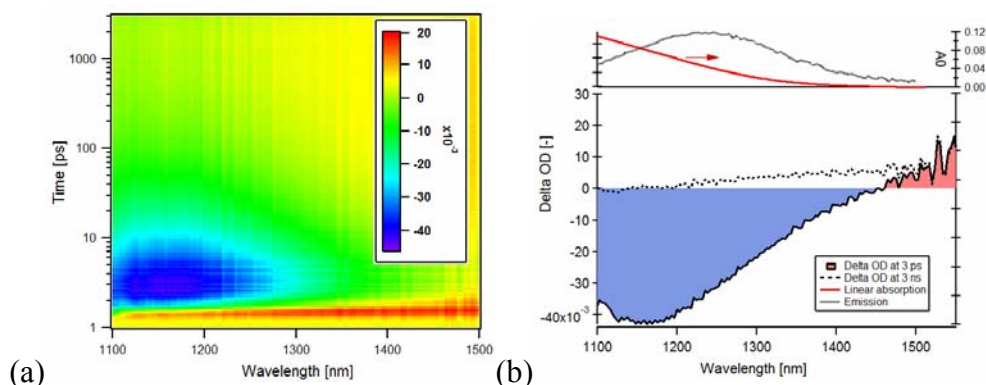 1000
100
10
1
Time [ps]
20
10
0
-10
-20
-30
-40
x10⁻³
1100 1200 1300 1400 1500
Wavelength [nm]
(a)
0.12
0.08
0.04
0.00
A0
30
20
10
0
-10
-20
-30
-40x10⁻³
Delta OD [-]
Delta OD at 3 ps
Delta OD at 3 ns
Linear absorption
Emission
1100 1200 1300 1400 1500
Wavelength [nm]
(b)